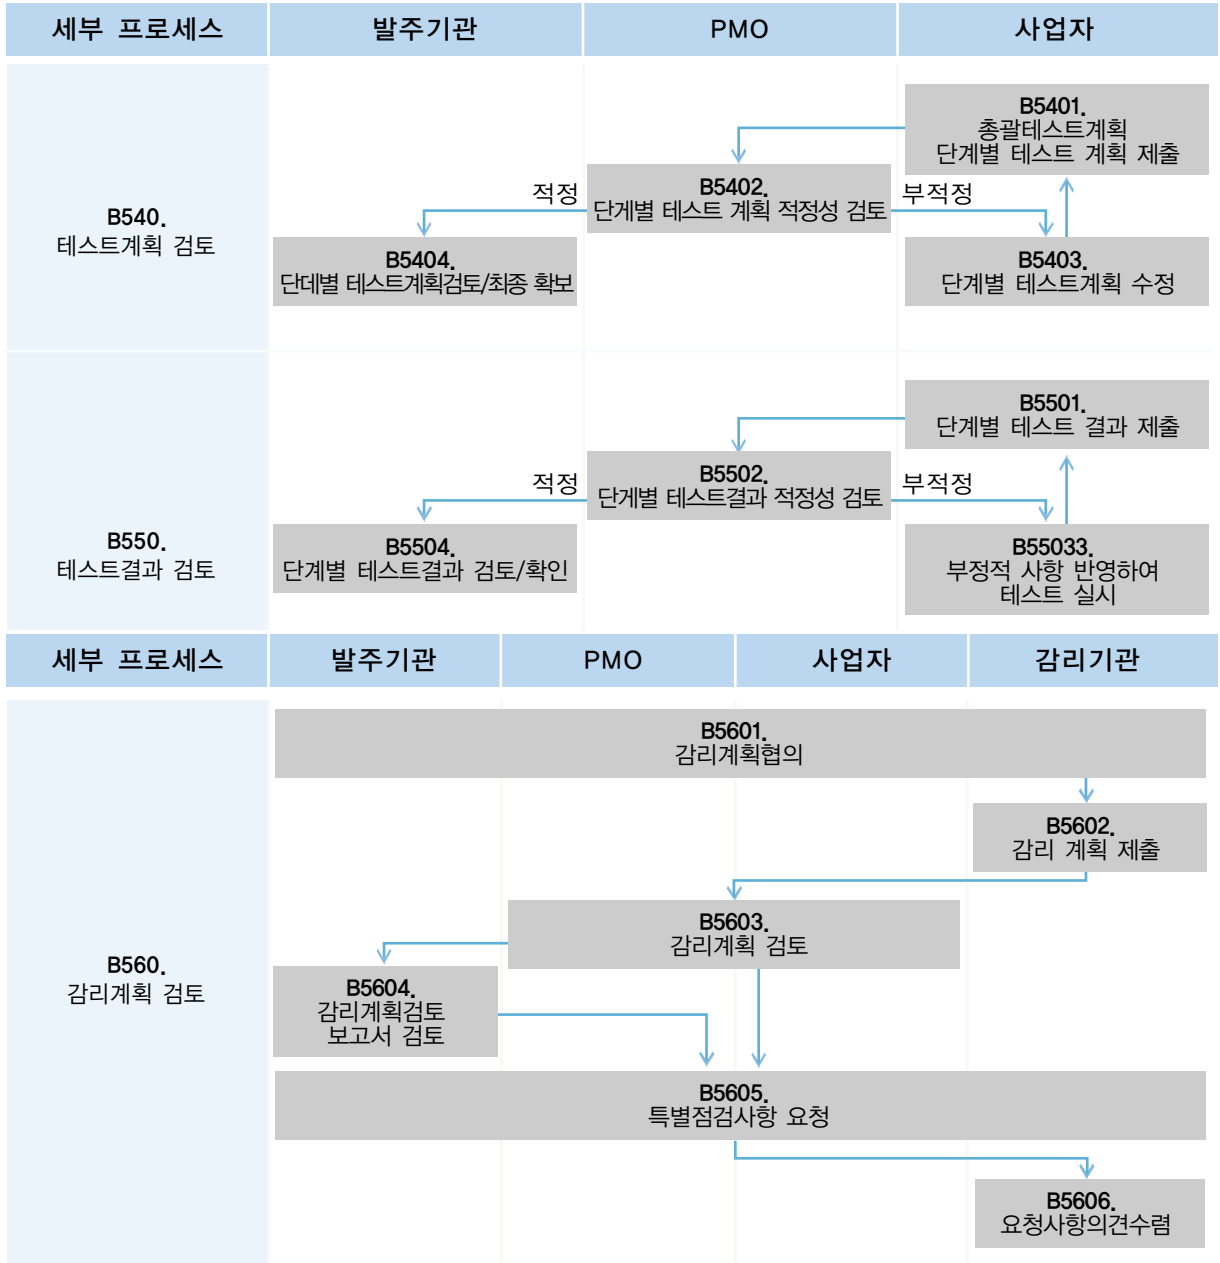 세부 프로세스
발주기관
PMO
사업자
B540.
테스트계획 검토
B5401.
총괄테스트계획
단계별 테스트 계획 제출
B5402.
단게별 테스트 계획 적정성 검토
적정
부적정
B5404.
단데별 테스트계획검토/최종 확보
B5403.
단계별 테스트계획 수정
B550.
테스트결과 검토
B5501.
단계별 테스트 결과 제출
B5502.
단게별 테스트결과 적정성 검토
적정
부적정
B5504.
단계별 테스트결과 검토/확인
B55033.
부정적 사항 반영하여
테스트 실시
세부 프로세스
발주기관
PMO
사업자
감리기관
B560.
감리계획 검토
B5601.
감리계획협의
B5602.
감리 계획 제출
B5603.
감리계획 검토
B5604.
감리계획검토
보고서 검토
B5605.
특별점검사항 요청
B5606.
요청사항의견수렴